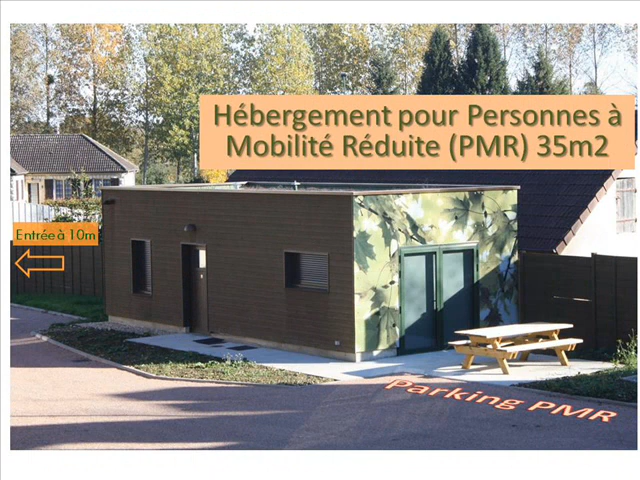 Hébergement pour Personnes à
Mobilité Réduite (PMR) 35m2
Entrée à 10m
Parking PMR